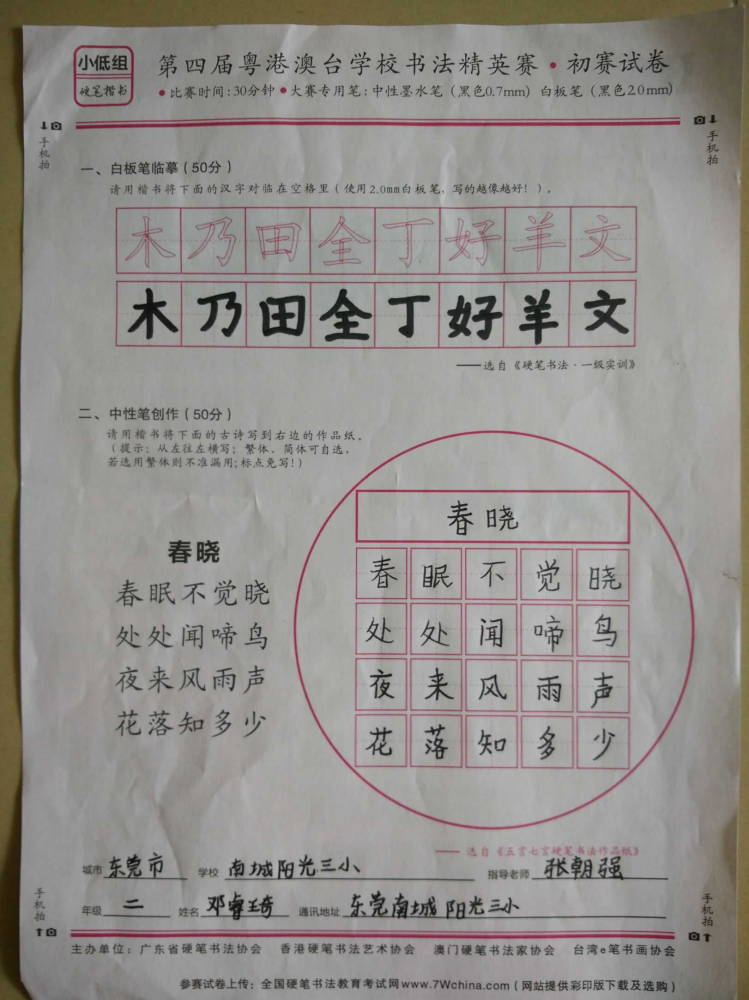 小低组
硬笔楷书
第四届粤港澳台学校书法精英赛·初赛试卷
●比赛时间:30分钟●大赛专用笔:中性墨水笔（黑色0.7mm）白板笔（黑色2.0mm）
手机拍
手机拍
一、白板笔临摹（50分）
请用楷书将下面的汉字对临在空格里（使用2.0mm白板笔，写的越像越好！）。
木乃田全丁好羊文
木乃田全丁好羊文
——选自《硬笔书法·一级实训》
二、中性笔创作（50分）
请用楷书将下面的古诗写到右边的作品纸。
（提示：从左往左横写；繁体、简体可自选，
若选用繁体则不准漏用;标点免写！）
春晓
春眠不觉晓
处处闻啼鸟
夜来风雨声
花落知多少
春晓
春眠不觉晓
处处闻啼鸟
夜来风雨声
花落知多少
——选自《五言七言硬笔书法作品纸》
城市 东莞市 学校 南城阳光三小 指导老师 张朝强
年级 二 姓名 邓睿琦 通讯地址 东莞南城阳光三小
手机拍
手机拍
主办单位：广东省硬笔书法协会 香港硬笔书法艺术协会 澳门硬笔书法家协会 台湾e笔书画协会
参赛试卷上传：全国硬笔书法教育考试网www.7Wchina.com（网站提供彩印版下载及选购）